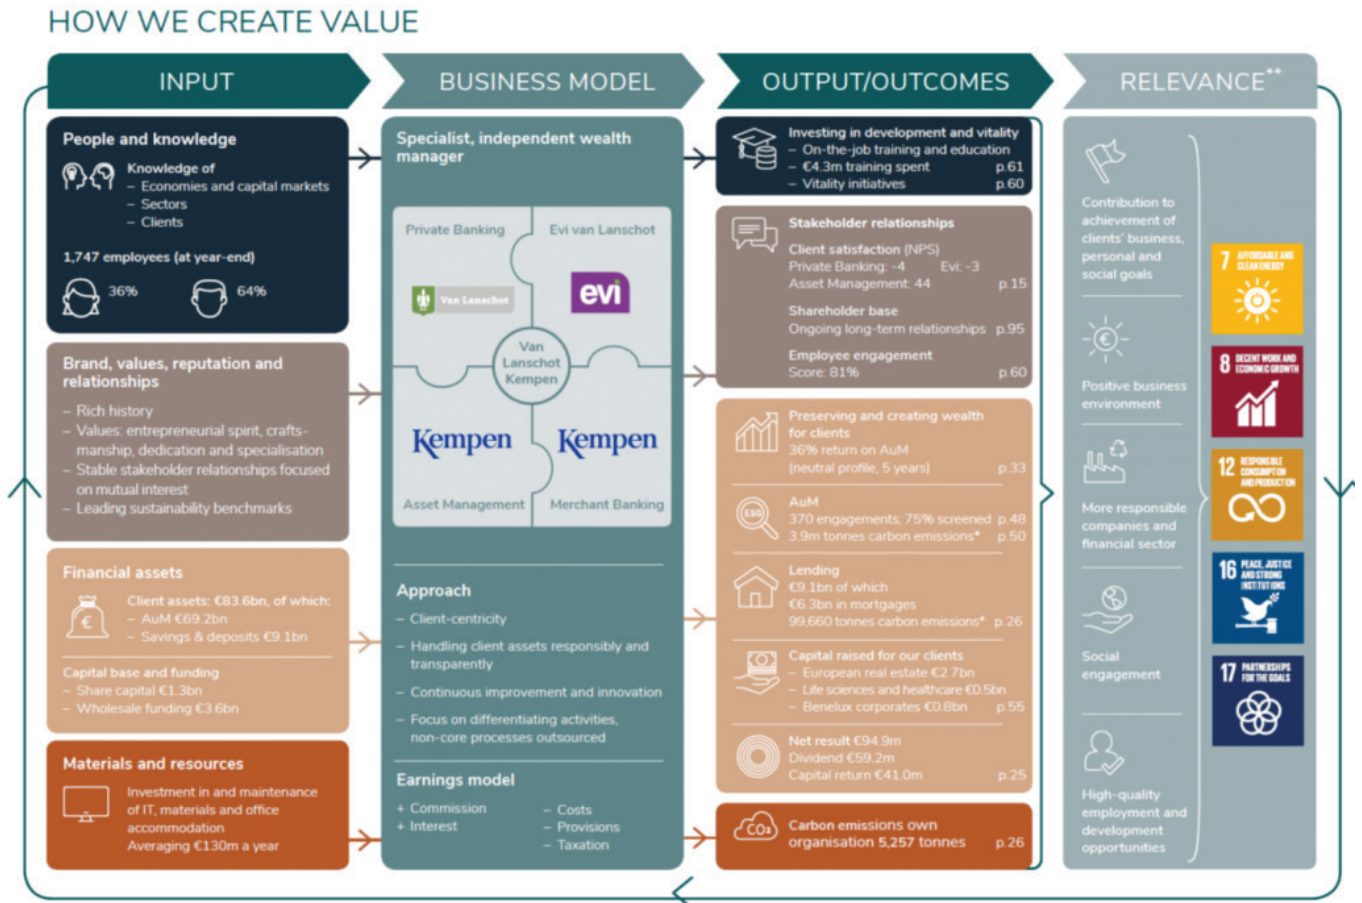 HOW WE CREATE VALUE
INPUT
BUSINESS MODEL
OUTPUT/OUTCOMES
RELEVANCE**
People and knowledge
Knowledge of
– Economies and capital markets
– Sectors
– Clients
1,747 employees (at year-end)
36%
64%
Brand, values, reputation and
relationships
– Rich history
– Values: entrepreneurial spirit, crafts-
manship, dedication and specialisation
– Stable stakeholder relationships focused
on mutual interest
– Leading sustainability benchmarks
Financial assets
Client assets: €83.6bn, of which:
– AuM €69.2bn
– Savings & deposits €9.1bn
Capital base and funding
– Share capital €1.3bn
– Wholesale funding €3.6bn
Materials and resources
Investment in and maintenance
of IT, materials and office
accommodation
Averaging €130m a year
Specialist, independent wealth
manager
Private Banking
Evi van Lanschot
Van Lanschot
evi
Van
Lanschot
Kempen
Kempen
Kempen
Asset Management
Merchant Banking
Approach
– Client-centricity
– Handling client assets responsibly and
transparently
– Continuous improvement and innovation
– Focus on differentiating activities,
non-core processes outsourced
Earnings model
+ Commission
+ Interest
– Costs
– Provisions
– Taxation
Investing in development and vitality
– On-the-job training and education
– €4.3m training spent p.61
– Vitality initiatives p.60
Stakeholder relationships
Client satisfaction (NPS)
Private Banking: -4 Evi: -3
Asset Management: 44 p.15
Shareholder base
Ongoing long-term relationships p.95
Employee engagement
Score: 81% p.60
Preserving and creating wealth
for clients
36% return on AuM
(neutral profile, 5 years) p.33
ESG
AuM
370 engagements; 75% screened p.48
3.9m tonnes carbon emissions* p.50
Lending
€9.1bn of which
€6.3bn in mortgages
99,660 tonnes carbon emissions* p.26
Capital raised for our clients
– European real estate €2.7bn
– Life sciences and healthcare €0.5bn
– Benelux corporates €0.8bn p.55
Net result €94.9m
Dividend €59.2m
Capital return €41.0m p.25
CO₂
Carbon emissions own
organisation 5,257 tonnes p.26
Contribution to
achievement of
clients' business,
personal and
social goals
Positive business
environment
More responsible
companies and
financial sector
Social
engagement
High-quality
employment and
development
opportunities
7 AFFORDABLE AND
CLEAN ENERGY
8 DECENT WORK AND
ECONOMIC GROWTH
12 RESPONSIBLE
CONSUMPTION
AND PRODUCTION
16 PEACE, JUSTICE
AND STRONG
INSTITUTIONS
17 PARTNERSHIPS
FOR THE GOALS